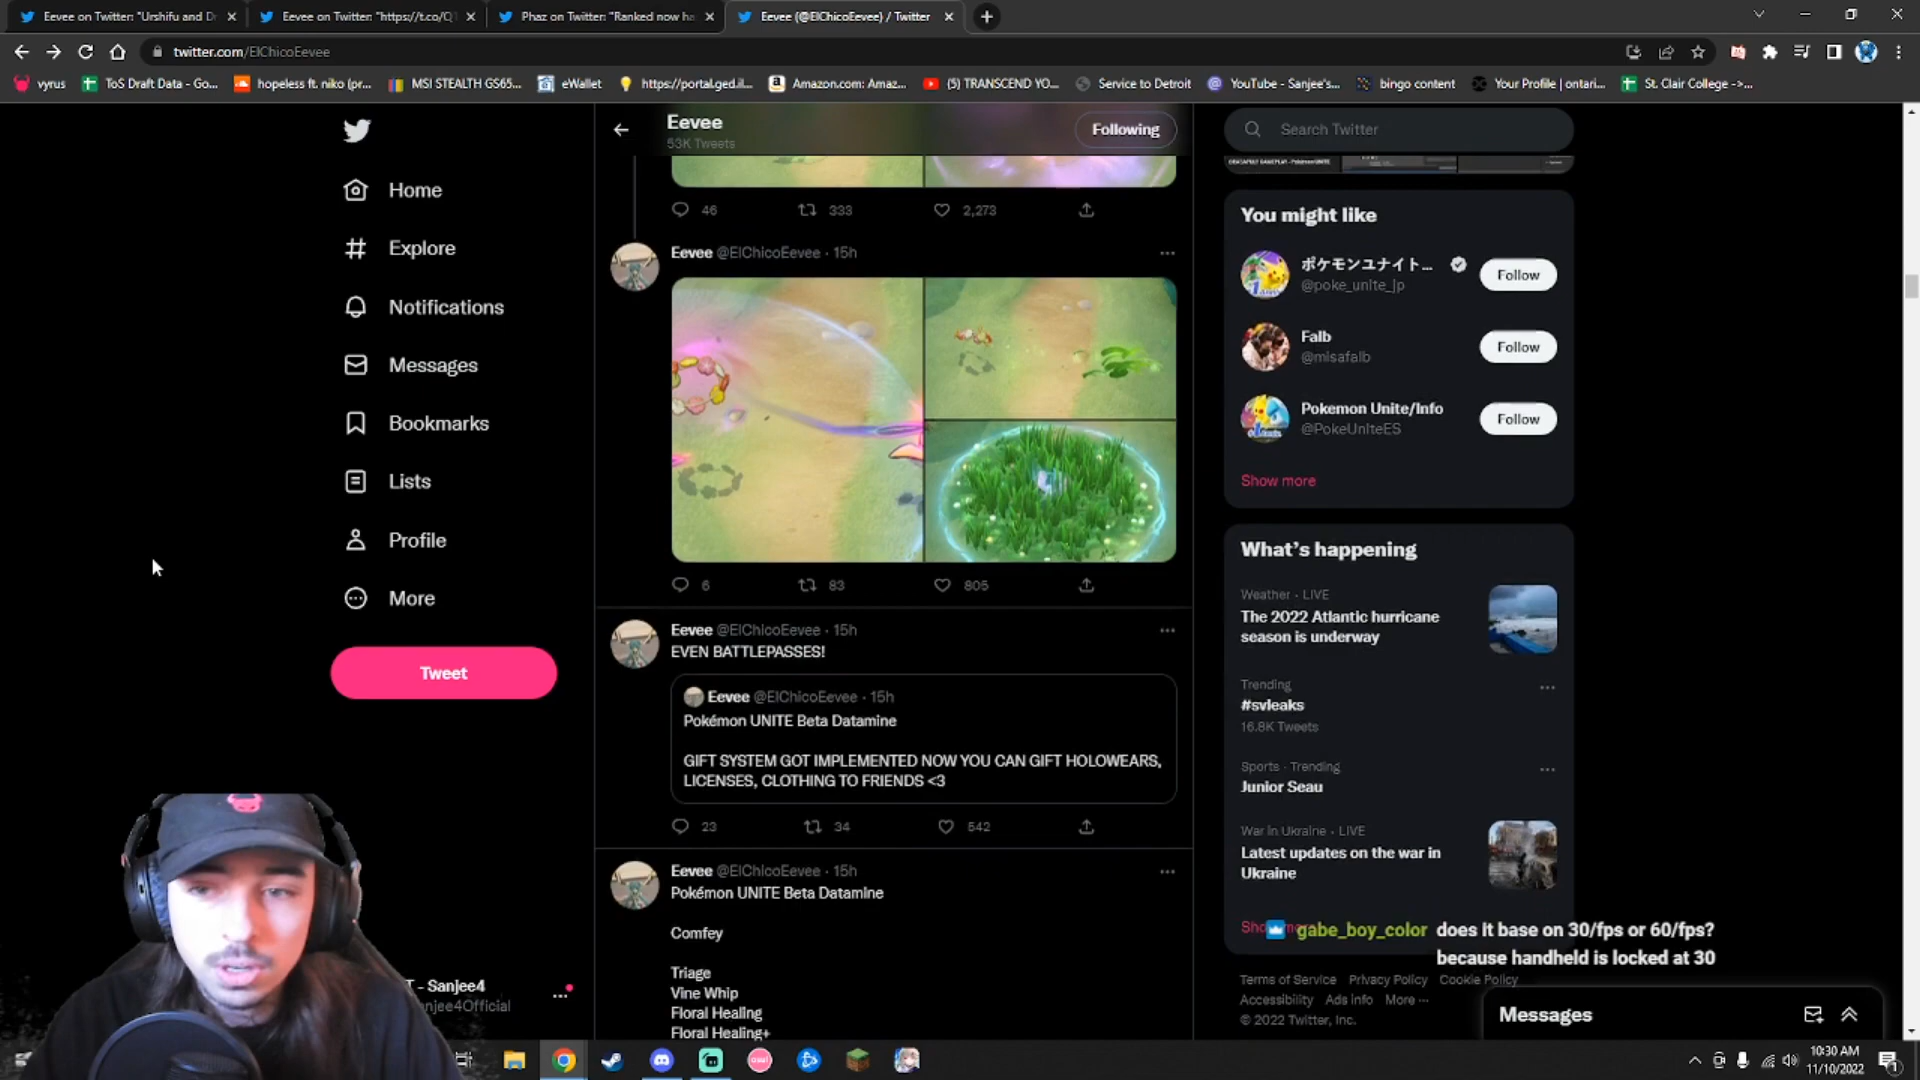 Eevee on Twitter: "Urshifu and Dr
Eevee on Twitter: "https://t.co/Q
Phaz on Twitter: "Ranked now ha
Eevee (@ElChicoEevee) / Twitter
twitter.com/ElChicoEevee
vyrus
ToS Draft Data - Go...
hopeless ft. niko (pr...
MSI STEALTH GS65...
eWallet
https://portal.ged.il...
Amazon.com: Amaz...
(5) TRANSCEND YO...
Service to Detroit
YouTube - Sanjee's...
bingo content
Your Profile | ontari...
St. Clair College ->...
Home
Explore
Notifications
Messages
Bookmarks
Lists
Profile
More
Tweet
T - Sanjee4
anjee4Official
Eevee
53K Tweets
Following
46 333 2,273
Eevee @ElChicoEevee · 15h
6 83 805
Eevee @ElChicoEevee · 15h
EVEN BATTLEPASSES!
Eevee @ElChicoEevee · 15h
Pokémon UNITE Beta Datamine
GIFT SYSTEM GOT IMPLEMENTED NOW YOU CAN GIFT HOLOWEARS,
LICENSES, CLOTHING TO FRIENDS <3
23 34 542
Eevee @ElChicoEevee · 15h
Pokémon UNITE Beta Datamine
Comfey
Triage
Vine Whip
Floral Healing
Floral Healing+
Search Twitter
You might like
ポケモンユナイト...
@poke_unite_jp
Follow
Falb
@misafalb
Follow
Pokemon Unite/Info
@PokeUniteES
Follow
Show more
What's happening
Weather · LIVE
The 2022 Atlantic hurricane
season is underway
Trending
#svleaks
16.8K Tweets
Sports · Trending
Junior Seau
War in Ukraine · LIVE
Latest updates on the war in
Ukraine
gabe_boy_color does it base on 30/fps or 60/fps?
because handheld is locked at 30
Terms of Service Privacy Policy Cookie Policy
Accessibility Ads info More ···
© 2022 Twitter, Inc.
Messages
10:30 AM
11/10/2022